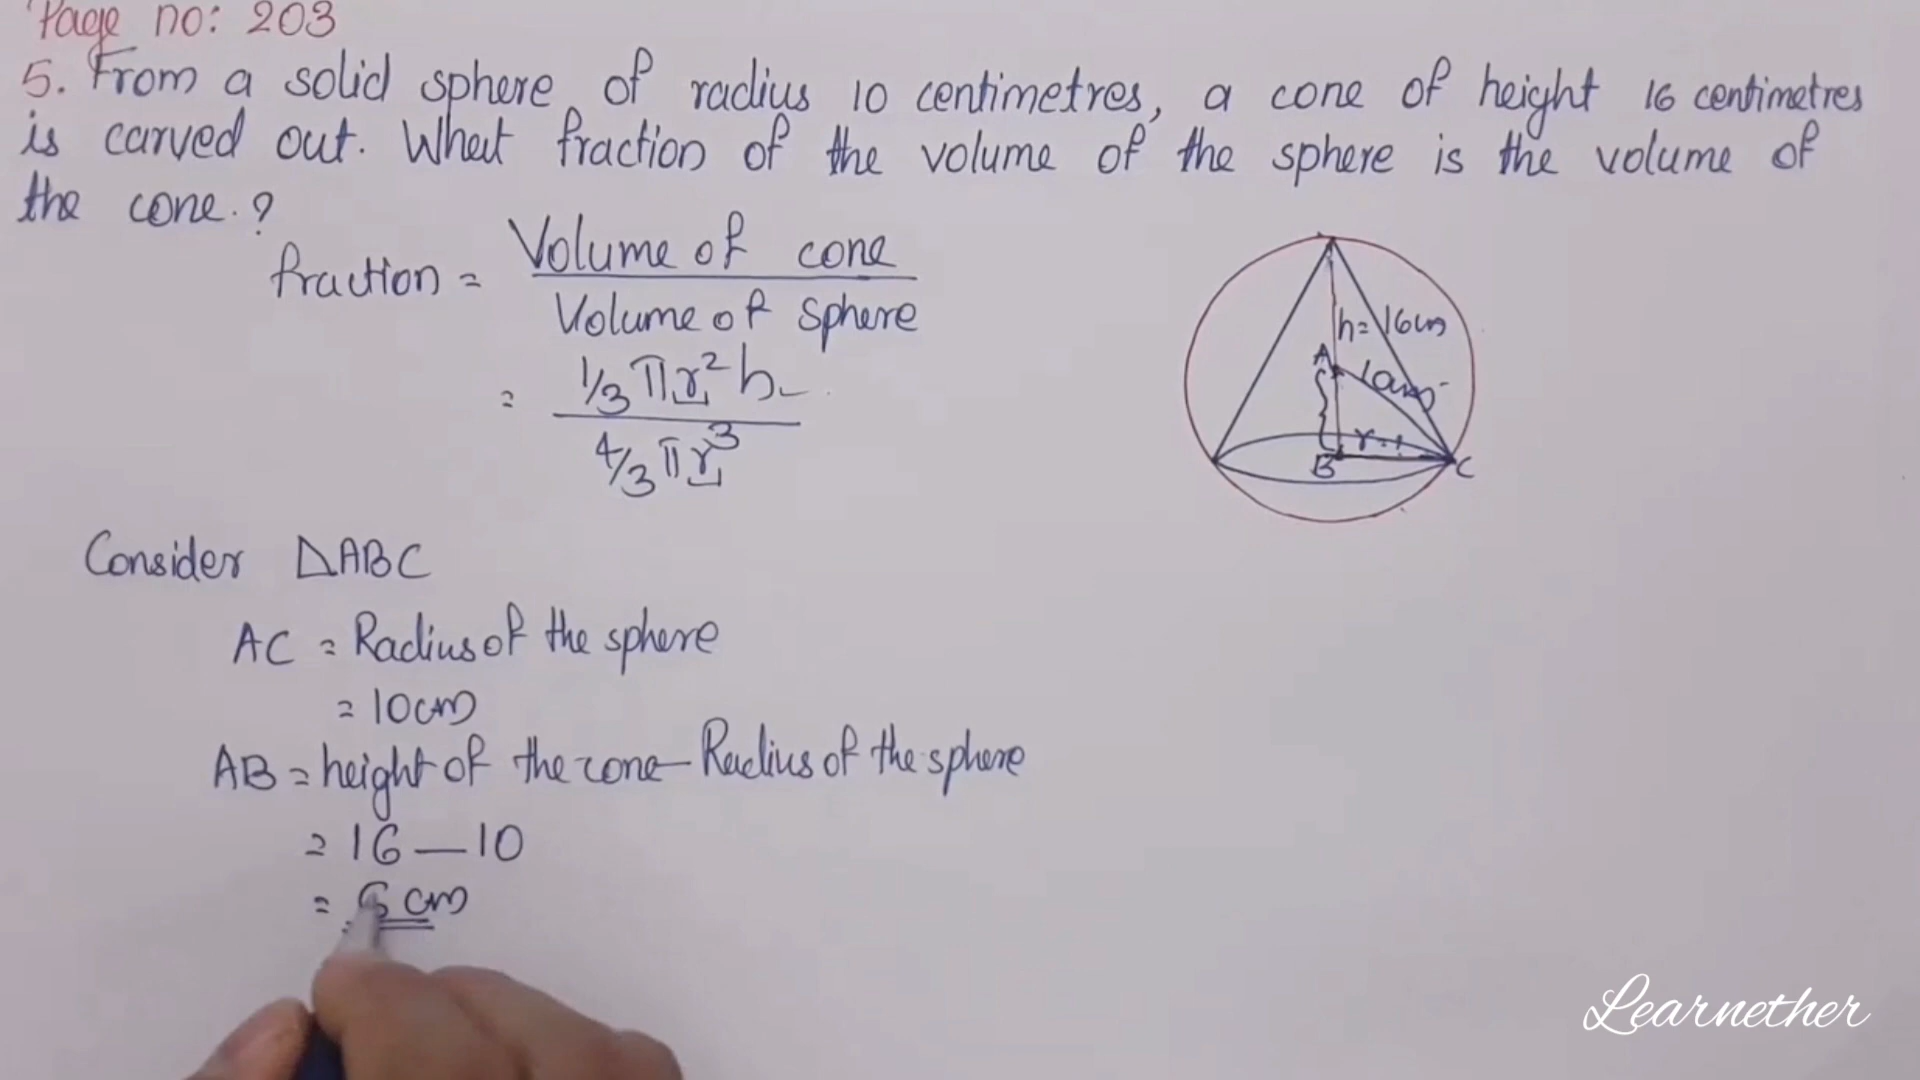 Page no: 203
5. From a solid sphere of radius 10 centimetres, a cone of height 16 centimetres
is carved out. What fraction of the volume of the sphere is the volume of
the cone.?
fraction = Volume of cone
Volume of sphere
= 1/3 πr² h
4/3 πr³
h = 16cm
A
10cm
r = ?
B
C
Consider △ABC
AC = Radius of the sphere
= 10cm
AB = height of the cone - Radius of the sphere
= 16 - 10
= 6 cm
Learnether